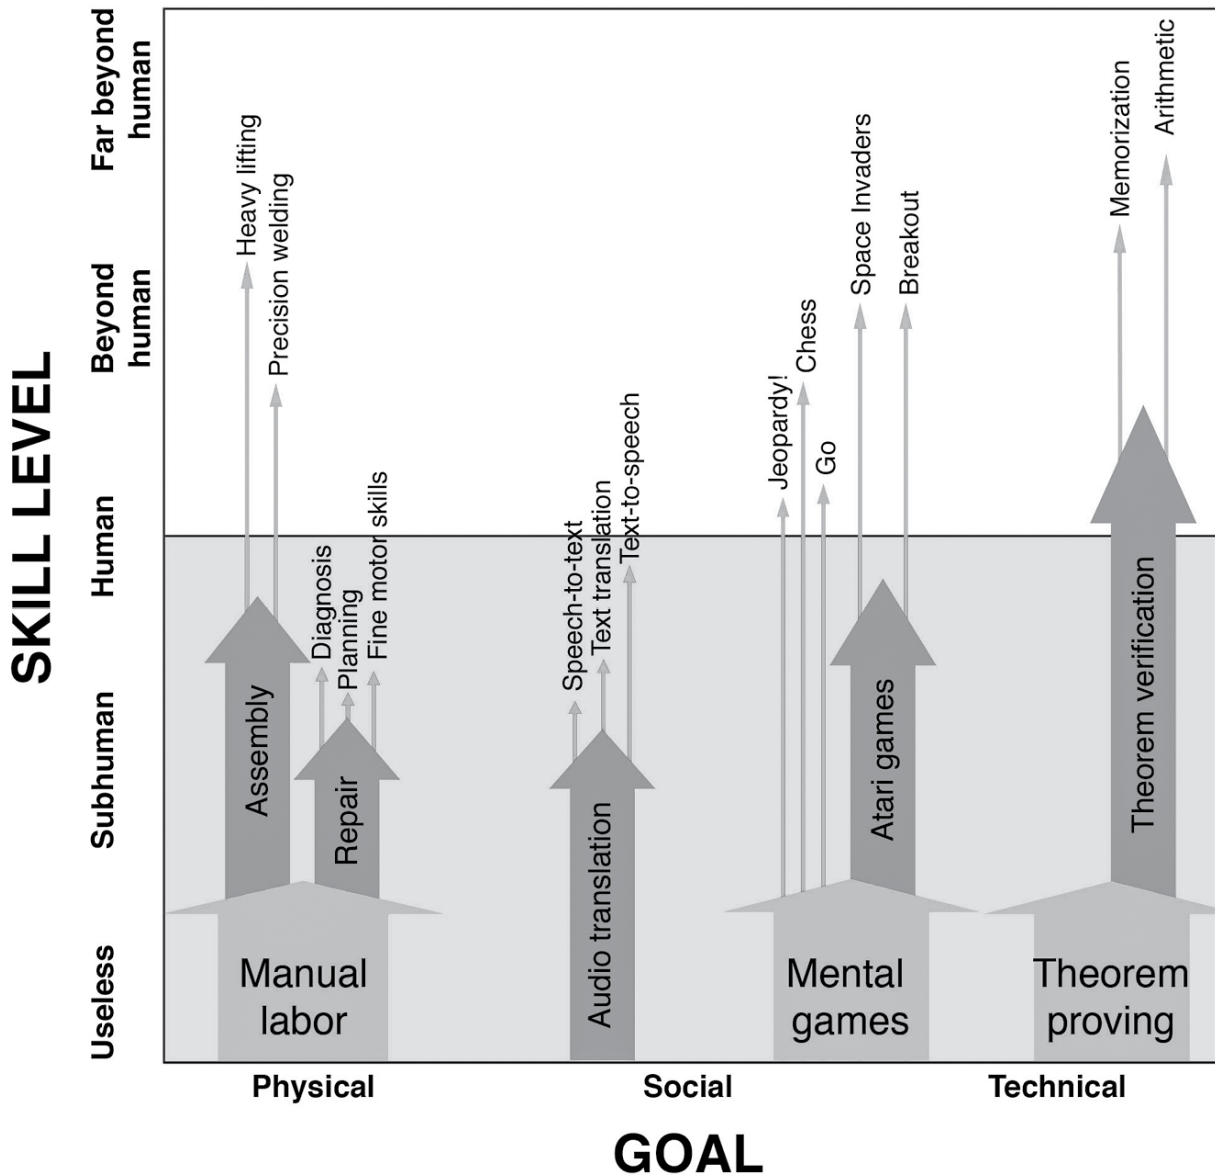 SKILL LEVEL
Far beyond
human
Beyond
human
Human
Subhuman
Useless
Heavy lifting
Precision welding
Diagnosis
Planning
Fine motor skills
Assembly
Repair
Manual
labor
Speech-to-text
Text translation
Text-to-speech
Audio translation
Jeopardy!
Chess
Go
Space Invaders
Breakout
Atari games
Mental
games
Memorization
Arithmetic
Theorem verification
Theorem
proving
Physical
Social
Technical
GOAL